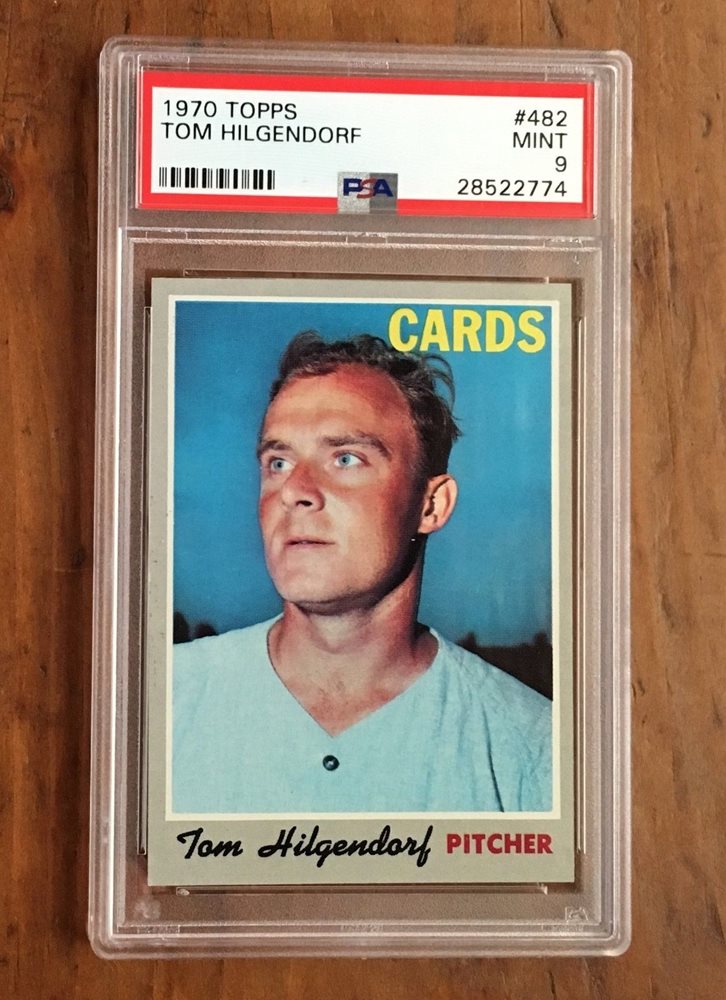 1970 TOPPS #482
TOM HILGENDORF MINT
9
PSA 28522774
CARDS
Tom Hilgendorf PITCHER